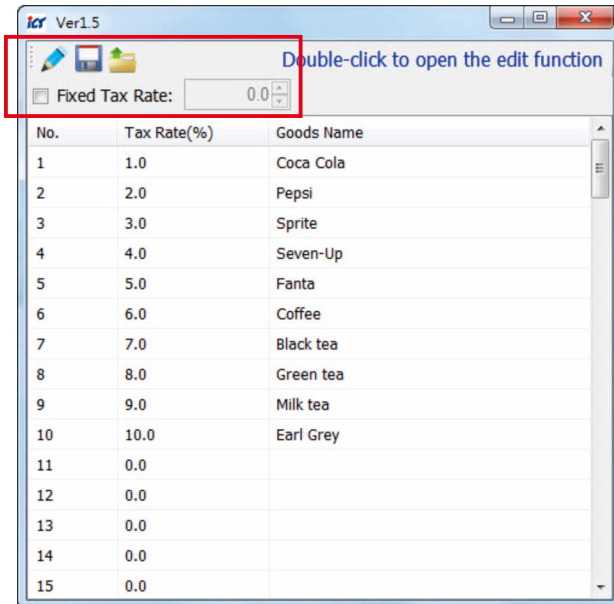 ict Ver1.5
Double-click to open the edit function
Fixed Tax Rate: 0.0
No. Tax Rate(%) Goods Name
1 1.0 Coca Cola
2 2.0 Pepsi
3 3.0 Sprite
4 4.0 Seven-Up
5 5.0 Fanta
6 6.0 Coffee
7 7.0 Black tea
8 8.0 Green tea
9 9.0 Milk tea
10 10.0 Earl Grey
11 0.0
12 0.0
13 0.0
14 0.0
15 0.0